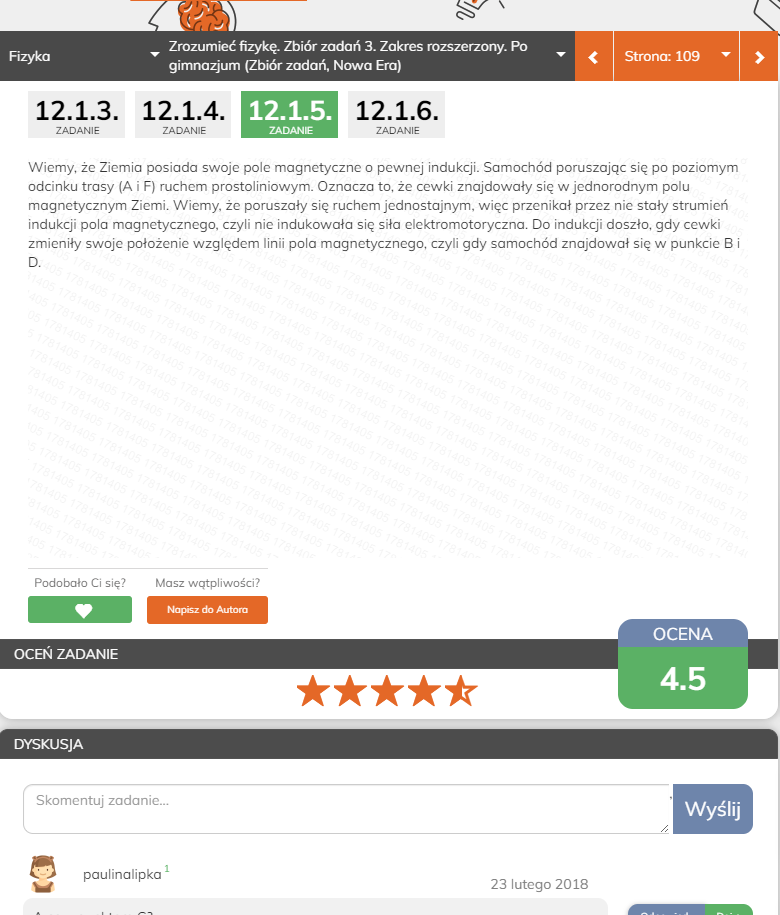 Fizyka
Zrozumieć fizykę. Zbiór zadań 3. Zakres rozszerzony. Po
gimnazjum (Zbiór zadań, Nowa Era)
Strona: 109
12.1.3. 12.1.4. 12.1.5. 12.1.6.
ZADANIE ZADANIE ZADANIE ZADANIE
Wiemy, że Ziemia posiada swoje pole magnetyczne o pewnej indukcji. Samochód poruszając się po poziomym
odcinku trasy (A i F) ruchem prostoliniowym. Oznacza to, że cewki znajdowały się w jednorodnym polu
magnetycznym Ziemi. Wiemy, że poruszały się ruchem jednostajnym, więc przenikał przez nie stały strumień
indukcji pola magnetycznego, czyli nie indukowała się siła elektromotoryczna. Do indukcji doszło, gdy cewki
zmieniły swoje położenie względem linii pola magnetycznego, czyli gdy samochód znajdował się w punkcie B i
D.
Podobało Ci się? Masz wątpliwości?
Napisz do Autora
OCENA
OCEŃ ZADANIE
4.5
DYSKUSJA
Skomentuj zadanie...
Wyślij
paulinalipka 1
23 lutego 2018